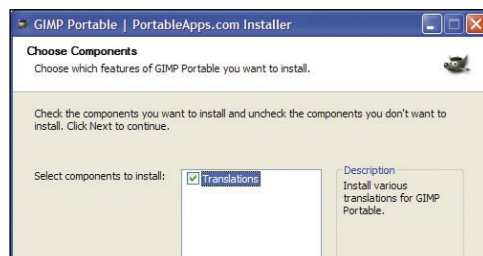 GIMP Portable | PortableApps.com Installer
Choose Components
Choose which features of GIMP Portable you want to install.
Check the components you want to install and uncheck the components you don't want to
install. Click Next to continue.
Select components to install:
Translations
Description
Install various
translations for GIMP
Portable.